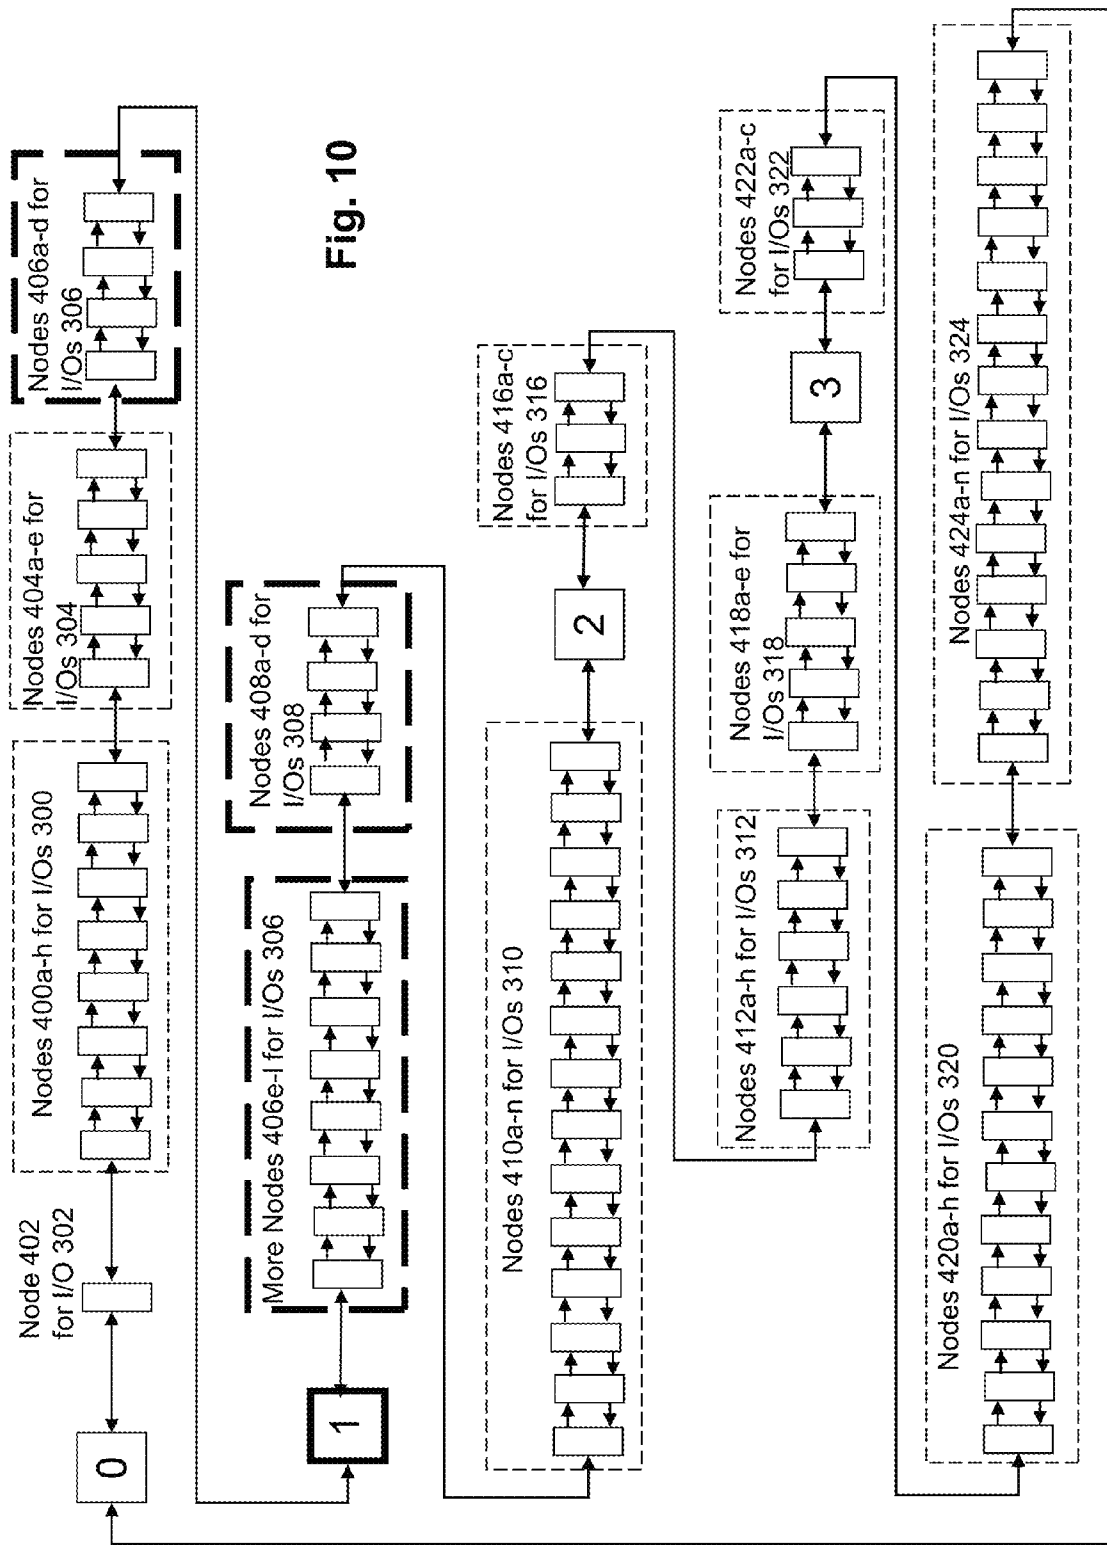 0
Node 402
for I/O 302
Nodes 400a-h for I/Os 300
Nodes 404a-e for
I/Os 304
Nodes 406a-d for
I/Os 306
1
More Nodes 406e-l for I/Os 306
Nodes 408a-d for
I/Os 308
Fig. 10
Nodes 410a-n for I/Os 310
2
Nodes 416a-c
for I/Os 316
Nodes 412a-h for I/Os 312
Nodes 418a-e for
I/Os 318
3
Nodes 422a-c
for I/Os 322
Nodes 420a-h for I/Os 320
Nodes 424a-n for I/Os 324